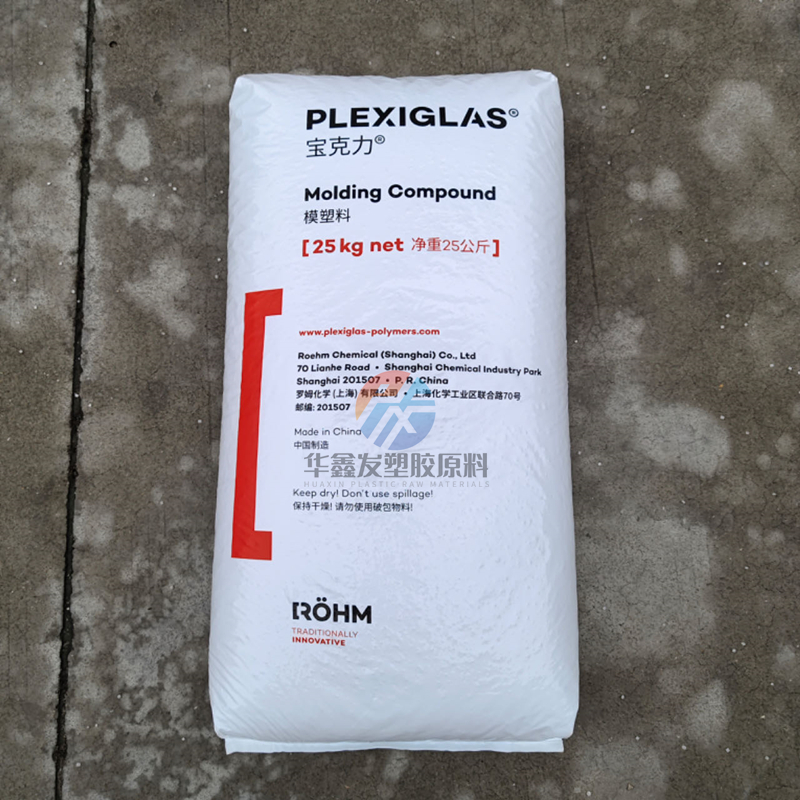 PLEXIGLAS®
宝克力®
Molding Compound
模塑料
[25kg net 净重25公斤]
www.plexiglas-polymers.com
Roehm Chemical (Shanghai) Co., Ltd
70 Lianhe Road • Shanghai Chemical Industry Park
Shanghai 201507 • P. R. China
罗姆化学 (上海) 有限公司 • 上海化学工业区联合路70号
邮编: 201507
Made in China
中国制造
华鑫发塑胶原料
HUAXIN PLASTIC RAW MATERIALS
Keep dry! Don't use spillage!
保持干燥! 请勿使用破包物料!
RÖHM
TRADITIONALLY
INNOVATIVE